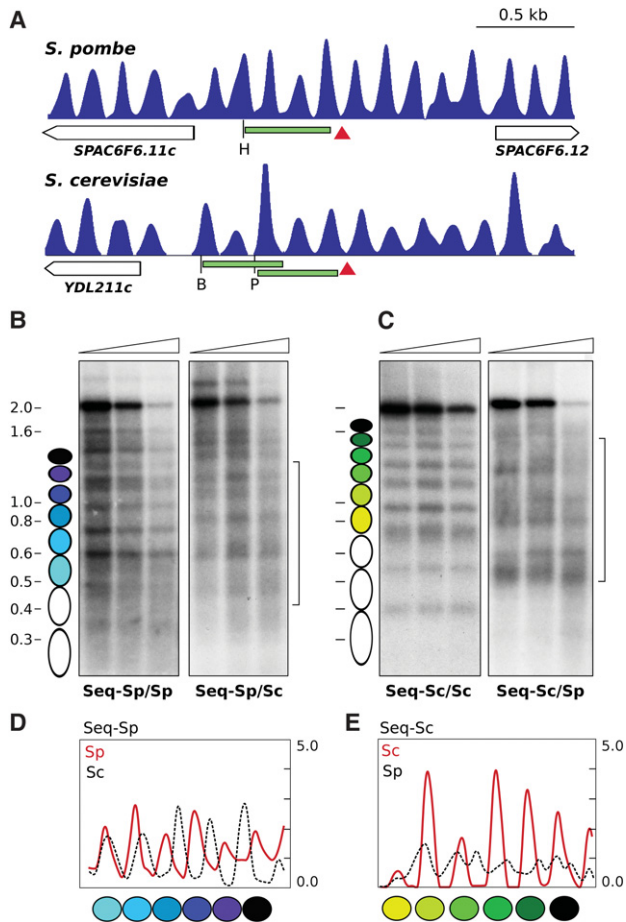 A
0.5 kb
S. pombe
SPAC6F6.11c
H
SPAC6F6.12
S. cerevisiae
YDL211c
B
P
B
C
2.0
1.6
1.0
0.8
0.6
0.5
0.4
0.3
Seq-Sp/Sp
Seq-Sp/Sc
Seq-Sc/Sc
Seq-Sc/Sp
D
Seq-Sp
Sp
Sc
5.0
0.0
E
Seq-Sc
Sc
Sp
5.0
0.0